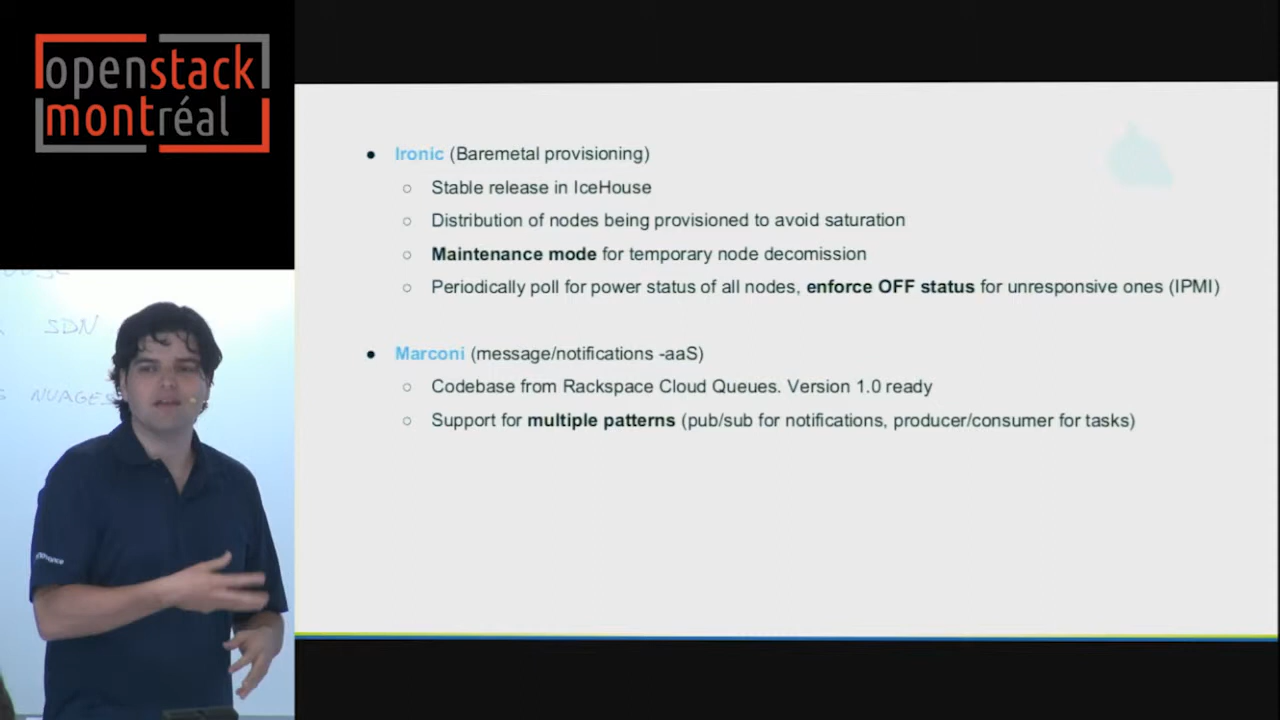 openstack
montréal
SDN
NUAGES
● Ironic (Baremetal provisioning)
○ Stable release in IceHouse
○ Distribution of nodes being provisioned to avoid saturation
○ Maintenance mode for temporary node decomission
○ Periodically poll for power status of all nodes, enforce OFF status for unresponsive ones (IPMI)
● Marconi (message/notifications -aaS)
○ Codebase from Rackspace Cloud Queues. Version 1.0 ready
○ Support for multiple patterns (pub/sub for notifications, producer/consumer for tasks)